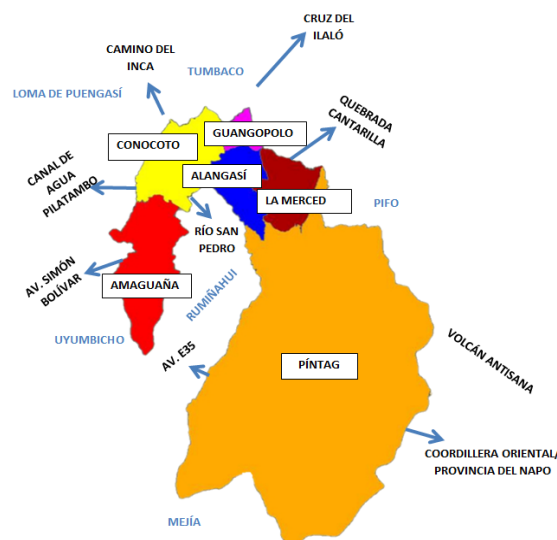 CRUZ DEL
ILALÓ
CAMINO DEL
INCA
TUMBACO
LOMA DE PUENGASÍ
QUEBRADA
CANTARILLA
GUANGOPOLO
CONOCOTO
CANAL DE
AGUA
PILATAMBO
ALANGASÍ
LA MERCED
PIFO
RÍO SAN
PEDRO
AV. SIMÓN
BOLÍVAR
AMAGUAÑA
RUMIÑAHUI
UYUMBICHO
AV. E35
PÍNTAG
VOLCÁN ANTISANA
COORDILLERA ORIENTAL/
PROVINCIA DEL NAPO
MEJÍA